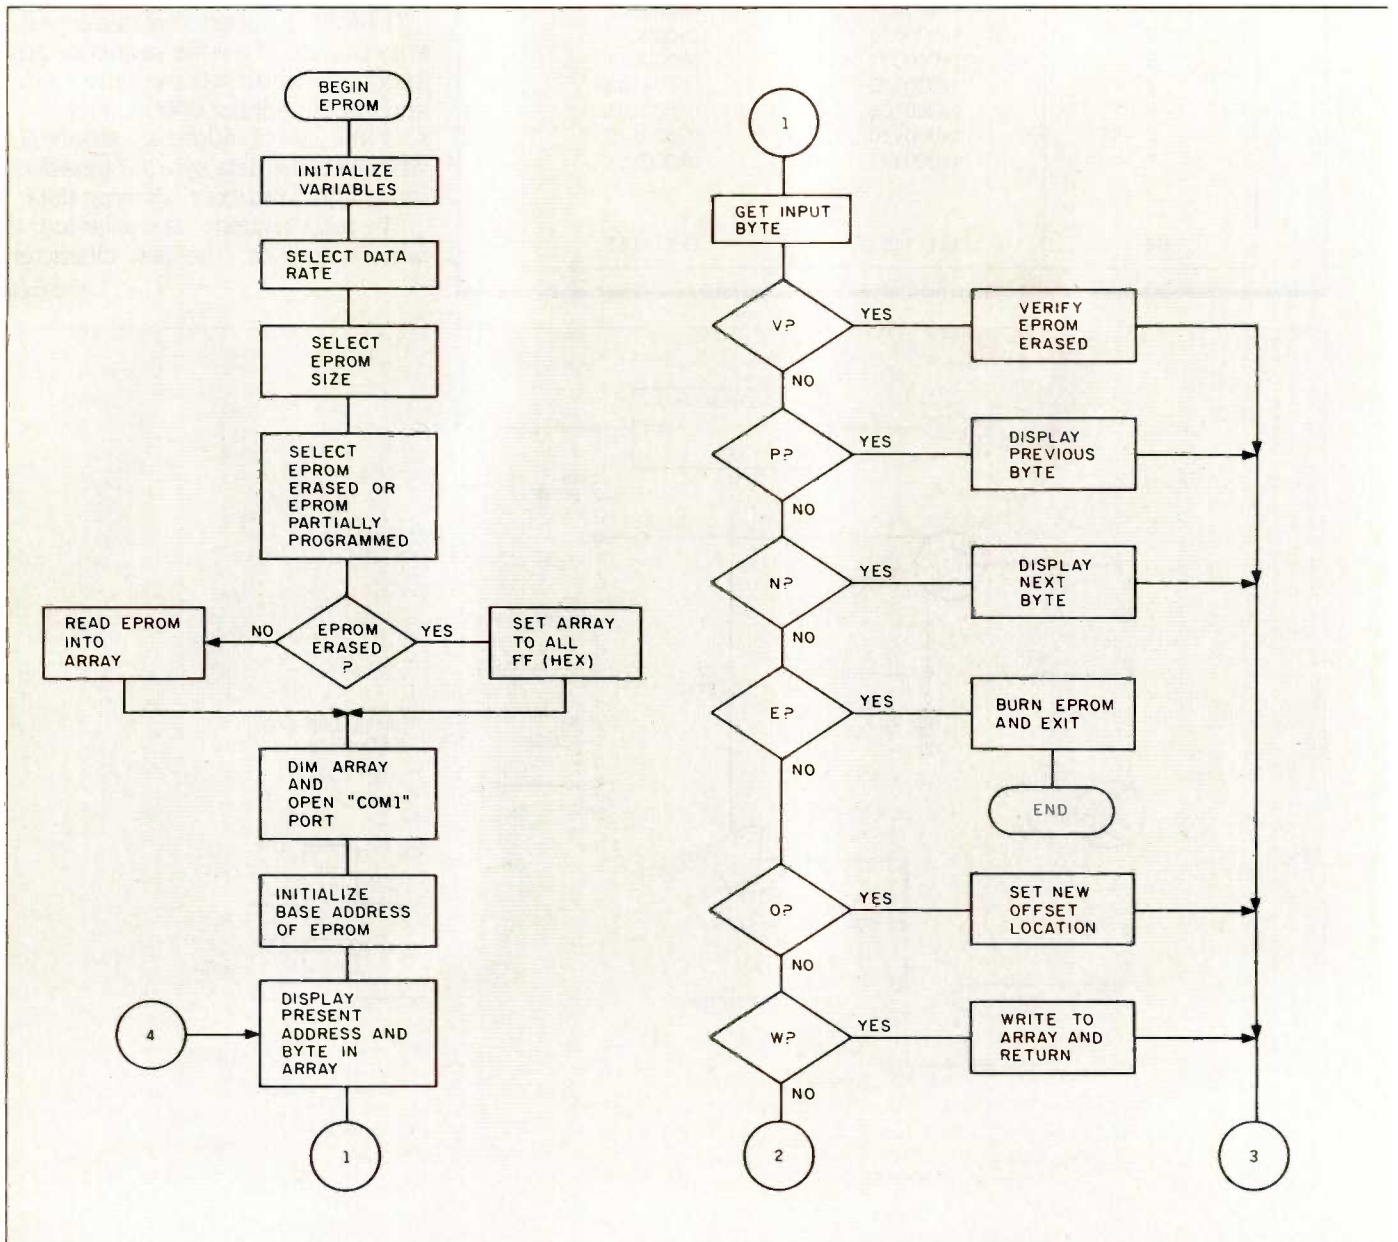 BEGIN
EPROM
INITIALIZE
VARIABLES
SELECT DATA
RATE
SELECT
EPROM
SIZE
SELECT
EPROM
ERASED OR
EPROM
PARTIALLY
PROGRAMMED
READ EPROM
INTO
ARRAY
NO
EPROM
ERASED
?
YES
SET ARRAY
TO ALL
FF (HEX)
DIM ARRAY
AND
OPEN "COM1"
PORT
INITIALIZE
BASE ADDRESS
OF EPROM
4
DISPLAY
PRESENT
ADDRESS AND
BYTE IN
ARRAY
1
1
GET INPUT
BYTE
V?
YES
VERIFY
EPROM
ERASED
NO
P?
YES
DISPLAY
PREVIOUS
BYTE
NO
N?
YES
DISPLAY
NEXT
BYTE
NO
E?
YES
BURN EPROM
AND EXIT
NO
END
O?
YES
SET NEW
OFFSET
LOCATION
NO
W?
YES
WRITE TO
ARRAY AND
RETURN
NO
2
3